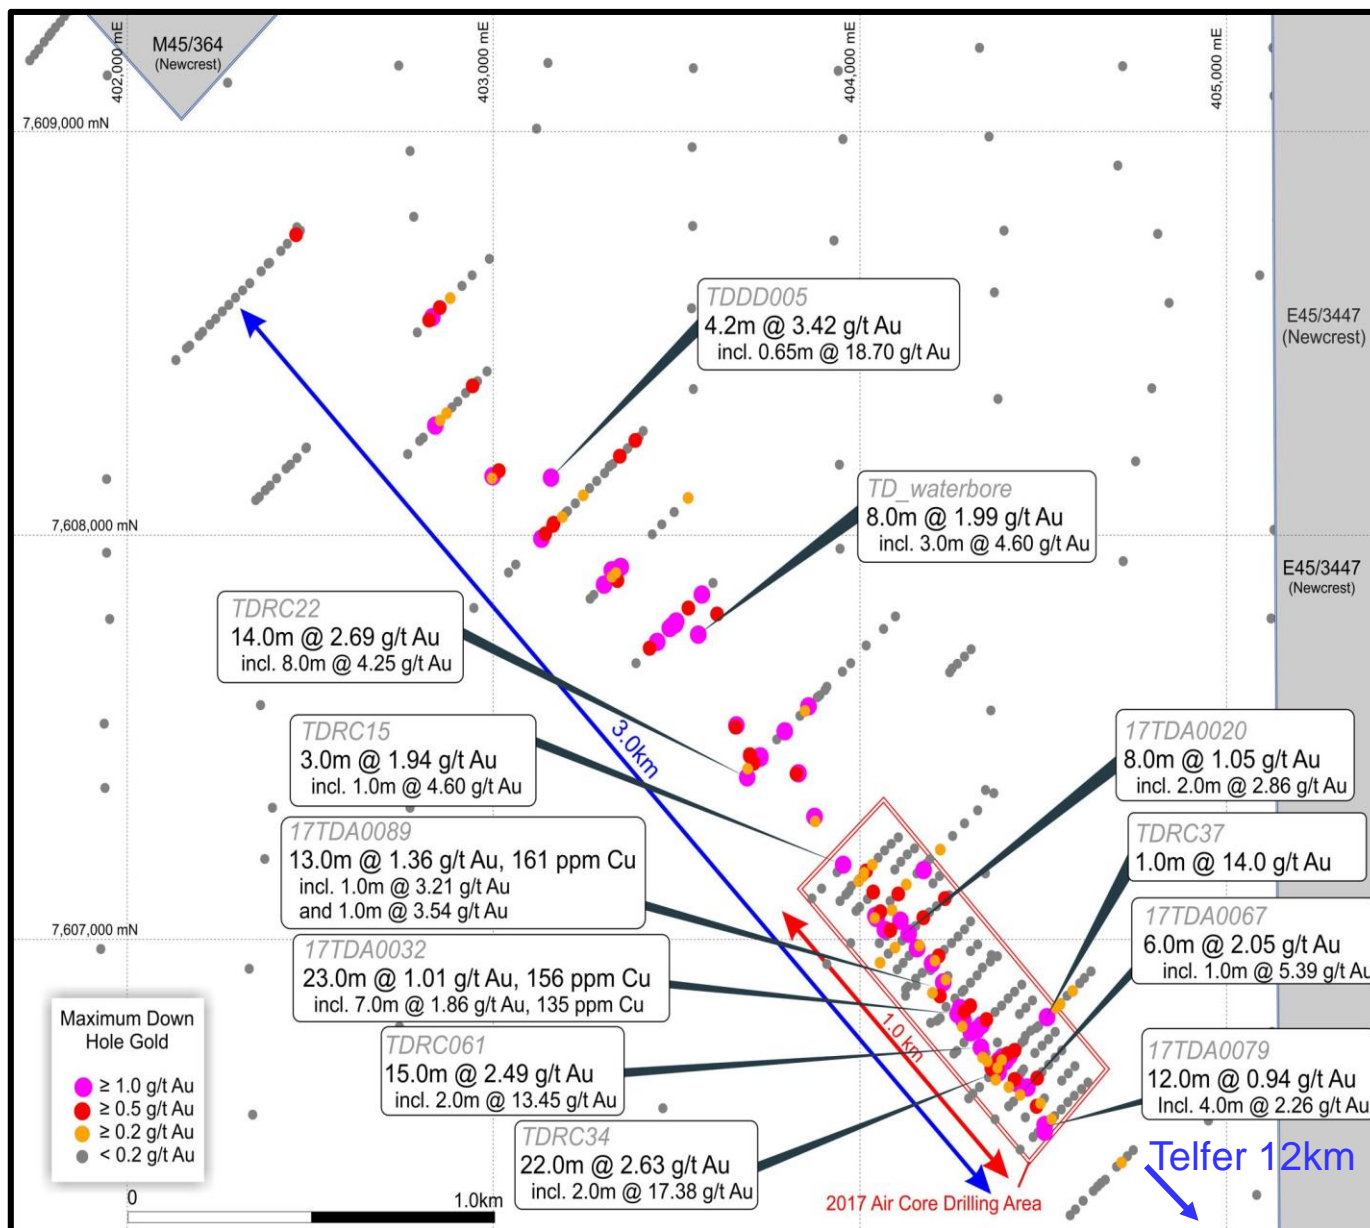 M45/364
(Newcrest)
402,000 mE
403,000 mE
404,000 mE
405,000 mE
7,609,000 mN
TDDD005
4.2m @ 3.42 g/t Au
incl. 0.65m @ 18.70 g/t Au
E45/3447
(Newcrest)
TD_waterbore
8.0m @ 1.99 g/t Au
incl. 3.0m @ 4.60 g/t Au
7,608,000 mN
E45/3447
(Newcrest)
TDRC22
14.0m @ 2.69 g/t Au
incl. 8.0m @ 4.25 g/t Au
3.0km
TDRC15
3.0m @ 1.94 g/t Au
incl. 1.0m @ 4.60 g/t Au
17TDA0020
8.0m @ 1.05 g/t Au
incl. 2.0m @ 2.86 g/t Au
17TDA0089
13.0m @ 1.36 g/t Au, 161 ppm Cu
incl. 1.0m @ 3.21 g/t Au
and 1.0m @ 3.54 g/t Au
TDRC37
1.0m @ 14.0 g/t Au
17TDA0067
6.0m @ 2.05 g/t Au
incl. 1.0m @ 5.39 g/t Au
7,607,000 mN
17TDA0032
23.0m @ 1.01 g/t Au, 156 ppm Cu
incl. 7.0m @ 1.86 g/t Au, 135 ppm Cu
1.0 km
TDRC061
15.0m @ 2.49 g/t Au
incl. 2.0m @ 13.45 g/t Au
17TDA0079
12.0m @ 0.94 g/t Au
Incl. 4.0m @ 2.26 g/t Au
TDRC34
22.0m @ 2.63 g/t Au
incl. 2.0m @ 17.38 g/t Au
Maximum Down
Hole Gold
≥ 1.0 g/t Au
≥ 0.5 g/t Au
≥ 0.2 g/t Au
< 0.2 g/t Au
Telfer 12km
2017 Air Core Drilling Area
0
1.0km